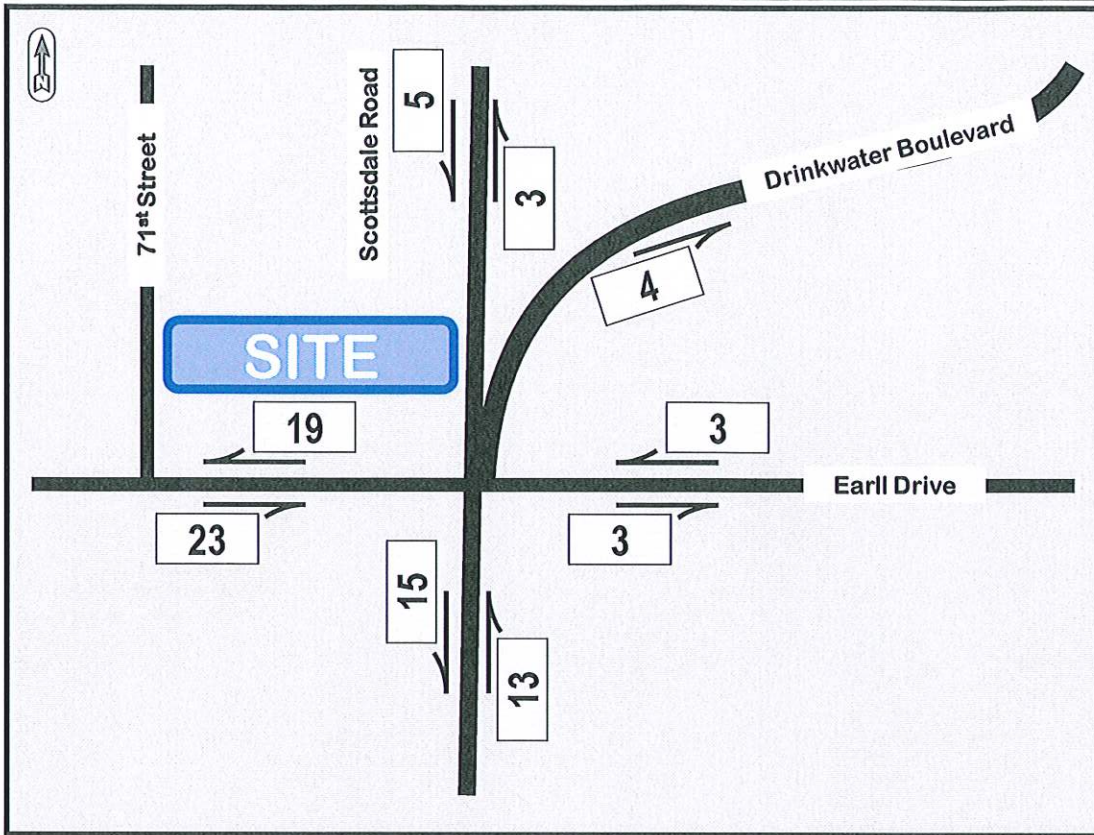 N
71st Street
Scottsdale Road
5
3
Drinkwater Boulevard
4
SITE
19
3
Earll Drive
23
3
15
13